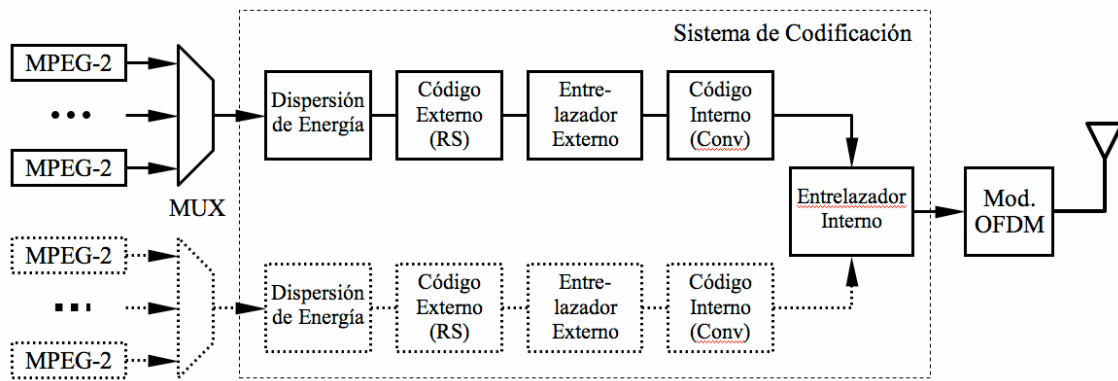 Sistema de Codificación
MPEG-2
MPEG-2
MUX
Dispersión
de Energía
Código
Externo
(RS)
Entre-
lazador
Externo
Código
Interno
(Conv)
Entrelazador
Interno
Mod.
OFDM
MPEG-2
MPEG-2
Dispersión
de Energía
Código
Externo
(RS)
Entre-
lazador
Externo
Código
Interno
(Conv)